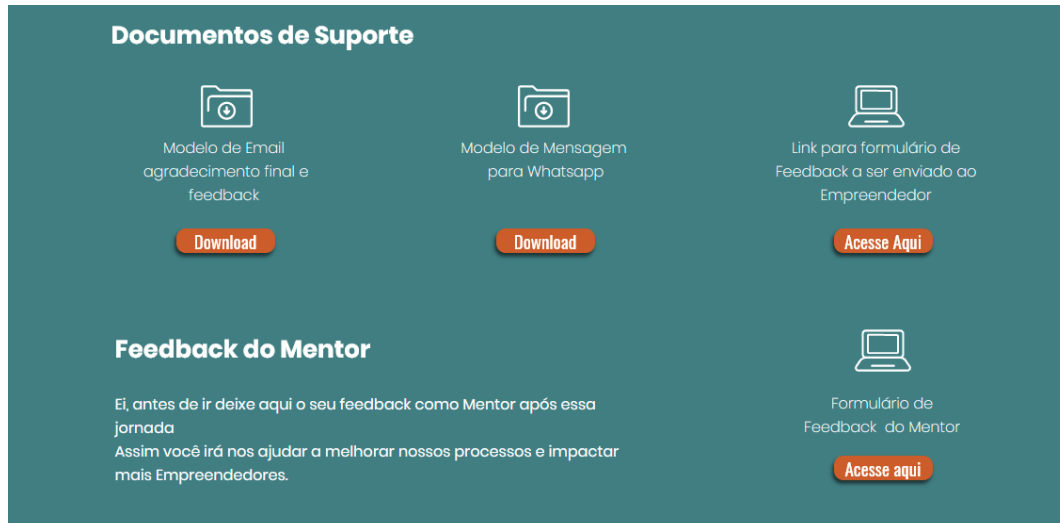 Documentos de Suporte
Modelo de Email
agradecimento final e
feedback
Download
Modelo de Mensagem
para Whatsapp
Download
Link para formulário de
Feedback a ser enviado ao
Empreendedor
Acesse Aqui
Feedback do Mentor
Ei, antes de ir deixe aqui o seu feedback como Mentor após essa
jornada
Assim você irá nos ajudar a melhorar nossos processos e impactar
mais Empreendedores.
Formulário de
Feedback do Mentor
Acesse aqui